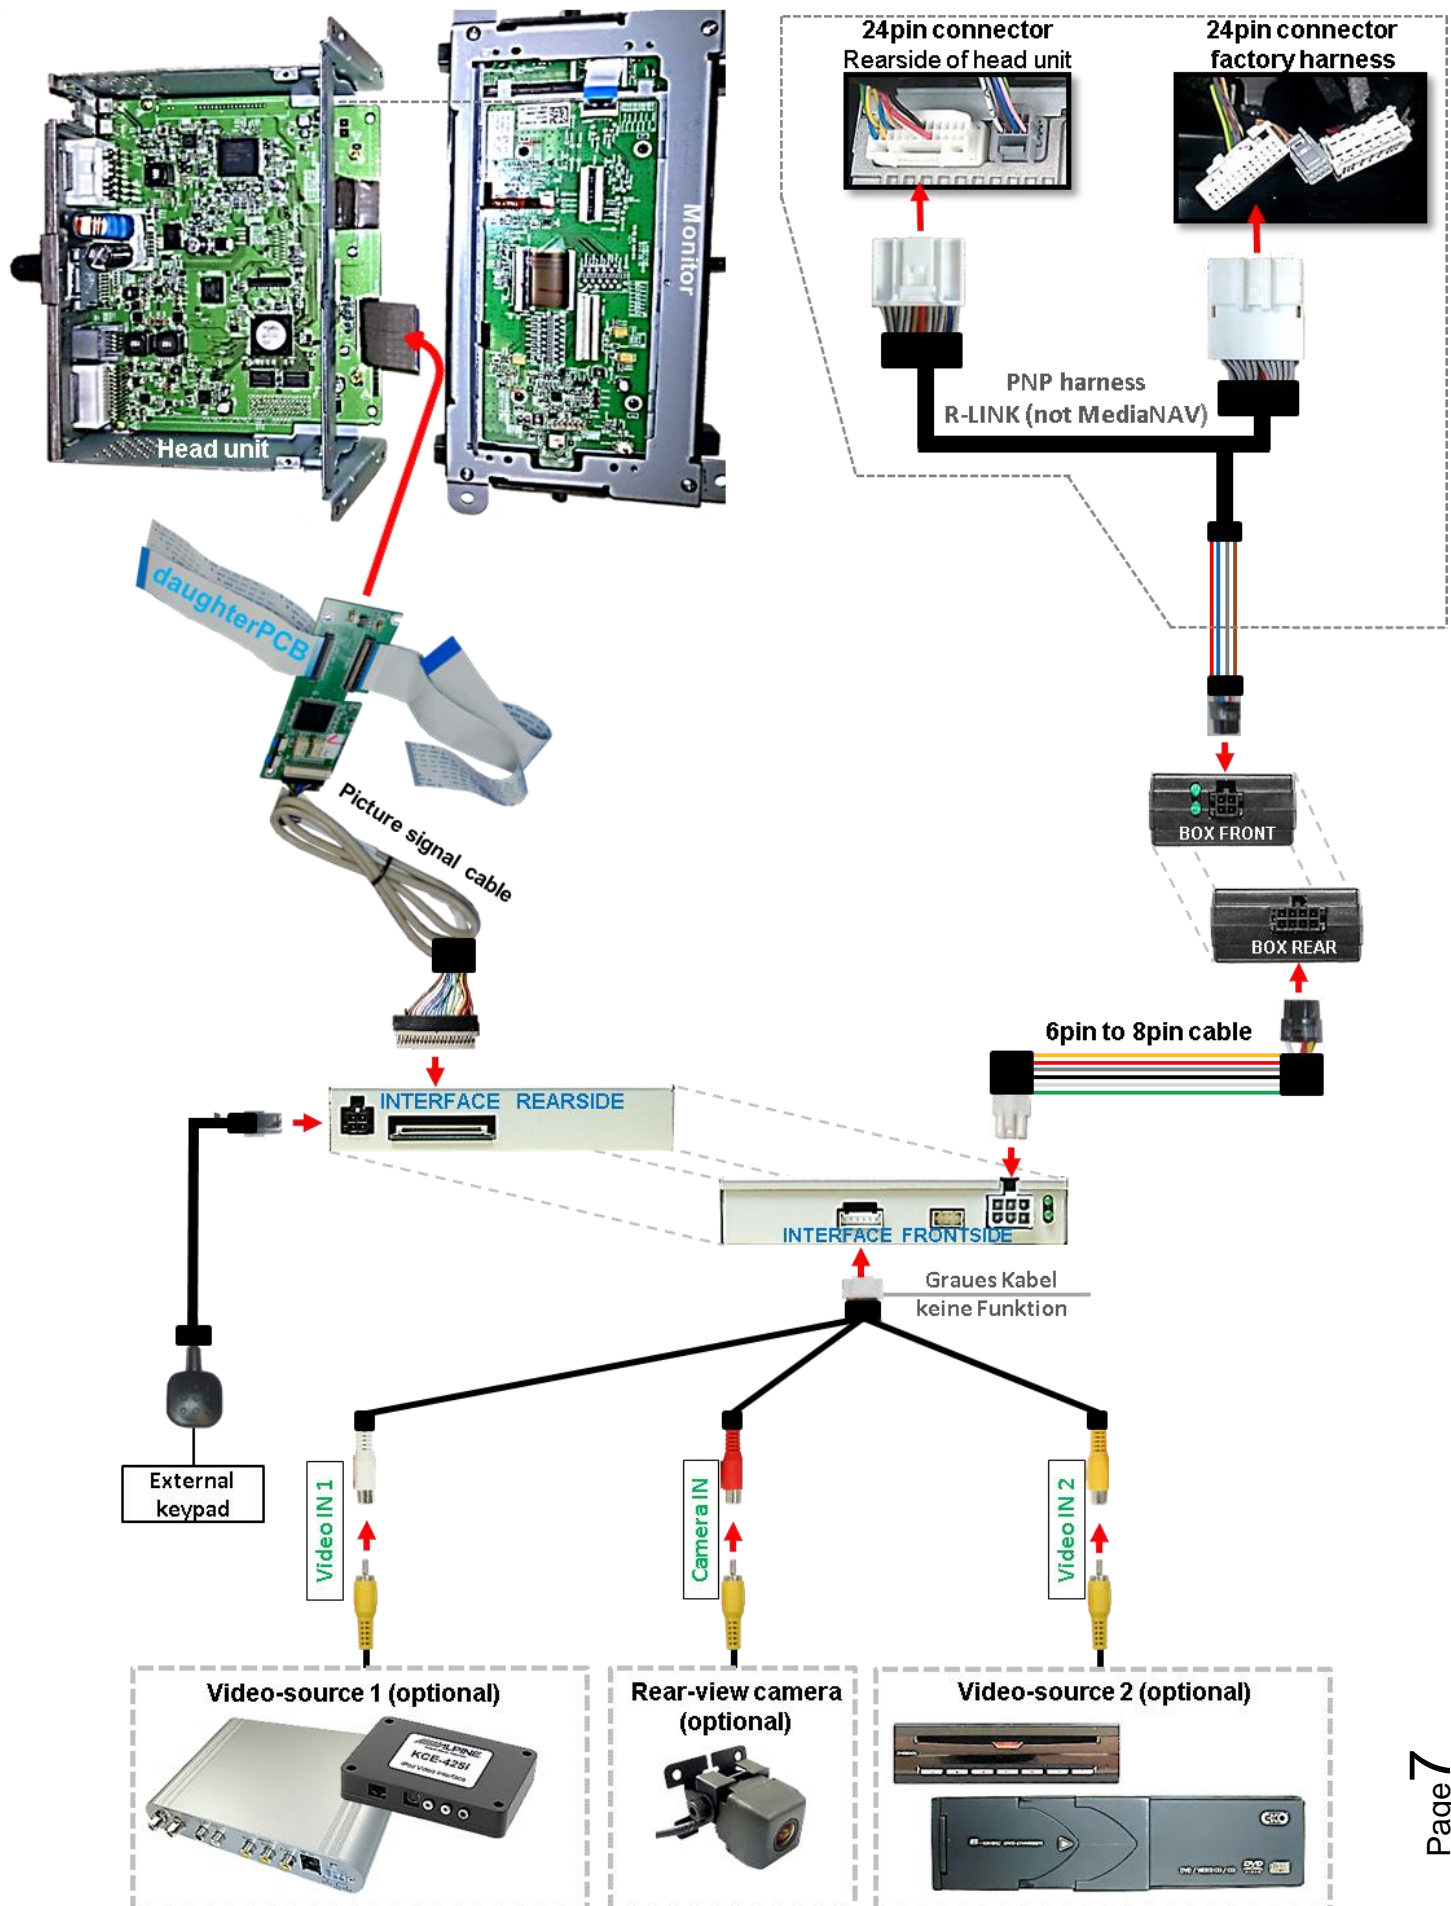 24pin connector
Rearside of head unit
24pin connector
factory harness
Monitor
Head unit
PNP harness
R-LINK (not MediaNAV)
daughterPCB
Picture signal cable
BOX FRONT
BOX REAR
6pin to 8pin cable
INTERFACE REARSIDE
INTERFACE FRONTSIDE
Graues Kabel
keine Funktion
External
keypad
Video IN 1
Camera IN
Video IN 2
Video-source 1 (optional)
ALPINE
KCE-425i
iPod Video Interface
Rear-view camera
(optional)
Video-source 2 (optional)
Page 7